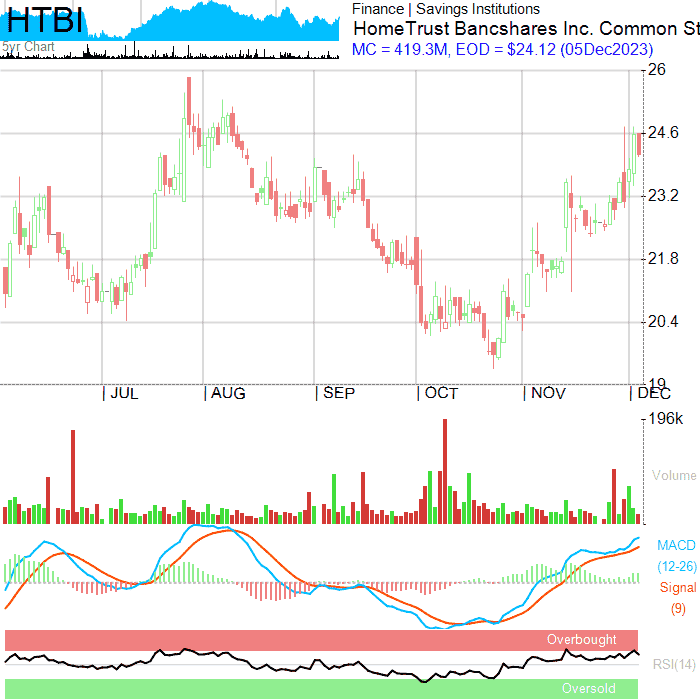 HTBI
5yr Chart
Finance | Savings Institutions
HomeTrust Bancshares Inc. Common St
MC = 419.3M, EOD = $24.12 (05Dec2023)
26
24.6
23.2
21.8
20.4
19
JUL AUG SEP OCT NOV DEC
196k
Volume
MACD
(12-26)
Signal
(9)
Overbought
RSI(14)
Oversold